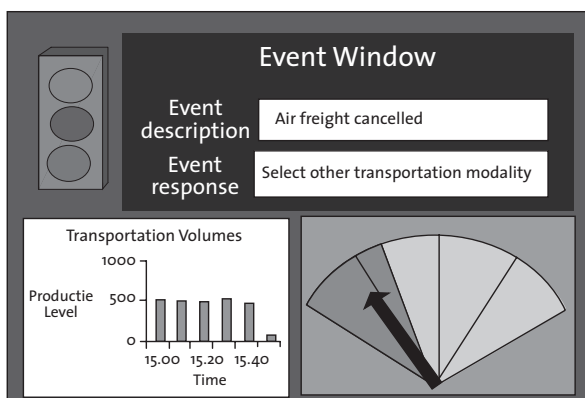 Event Window
Event
description
Air freight cancelled
Event
response
Select other transportation modality
Transportation Volumes
1000
Productie
Level
500
0
15.00 15.20 15.40
Time